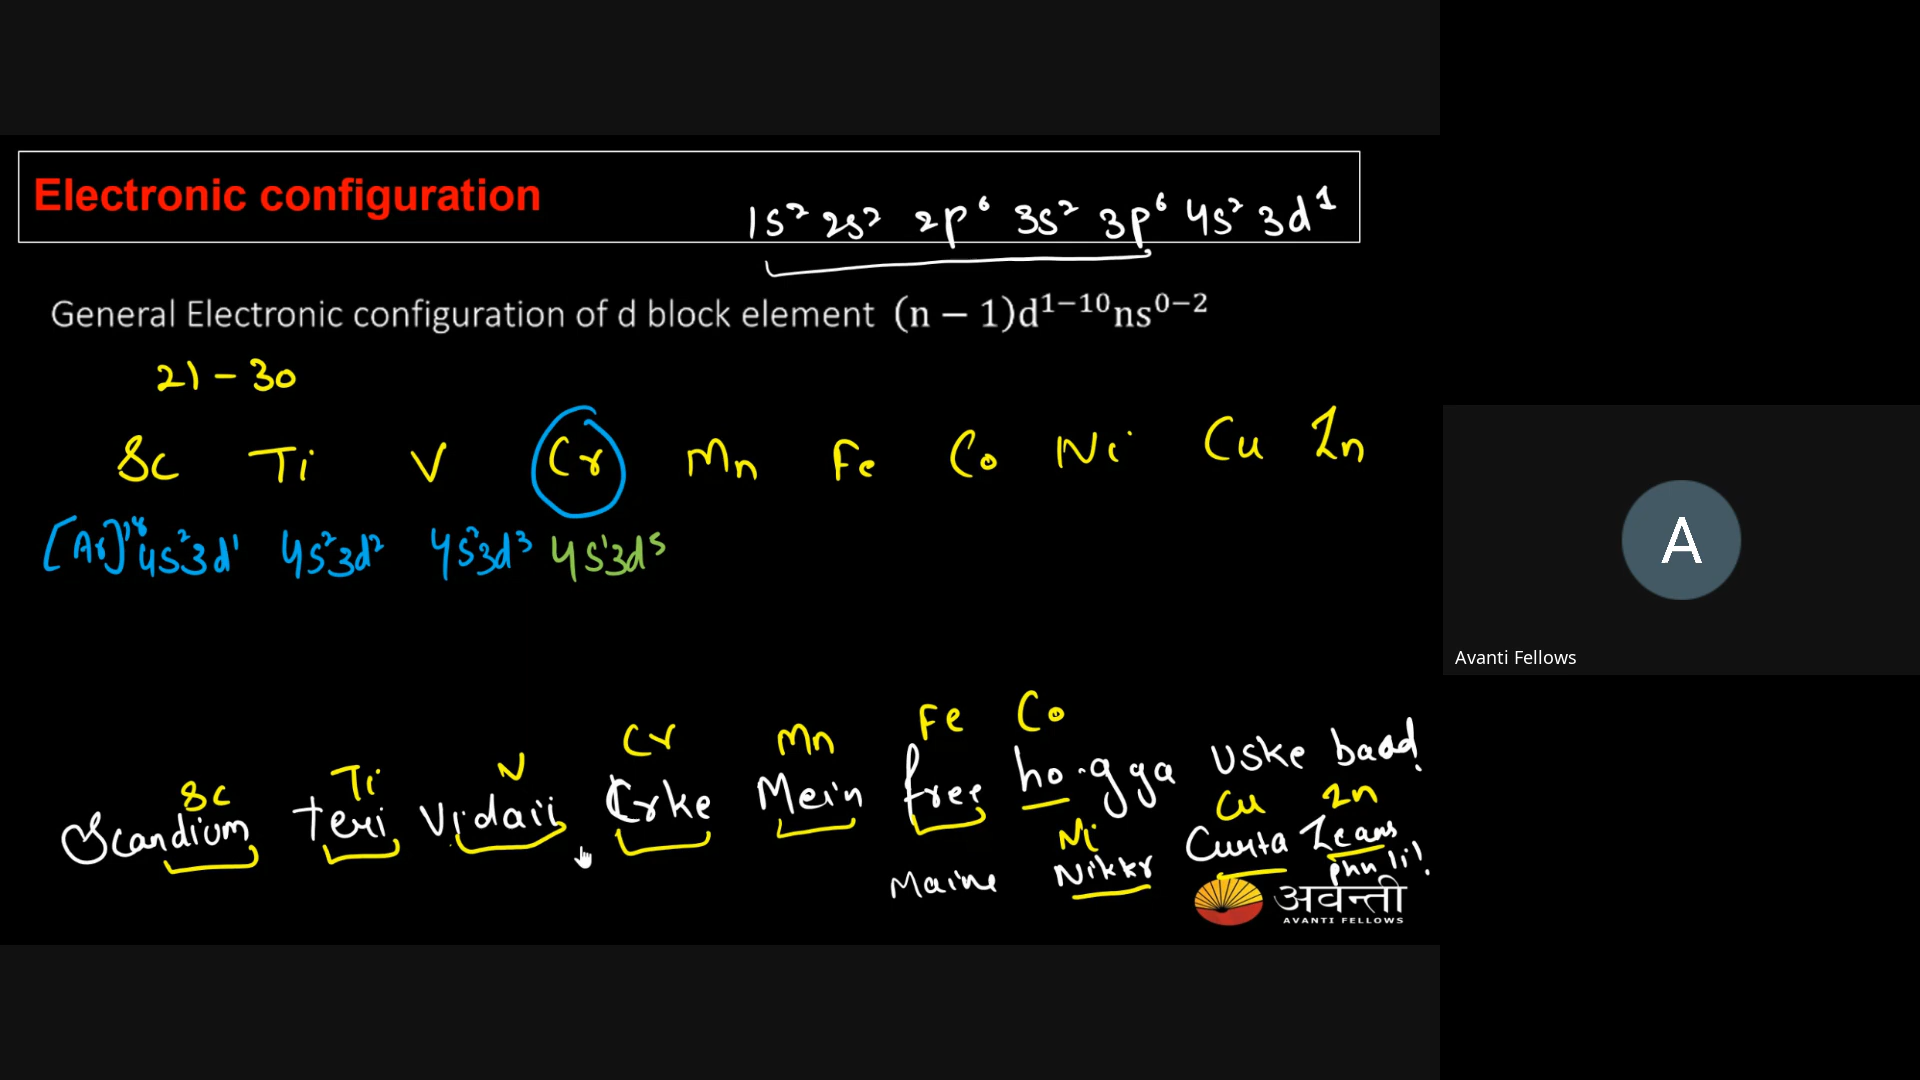 Electronic configuration
1s² 2s² 2p⁶ 3s² 3p⁶ 4s² 3d¹
General Electronic configuration of d block element (n − 1)d¹⁻¹⁰ns⁰⁻²
21 - 30
Sc Ti V Cr Mn Fe Co Ni Cu Zn
[Ar]¹⁸ 4s² 3d¹ 4s² 3d² 4s² 3d³ 4s¹ 3d⁵
Sc Ti V Cr Mn Fe Co
Scandium Teri Vidaii Crke Mein free ho.gga uske baad!
Ni Cu Zn
Maine Nikkr Curta Zeans
phn li!
अवन्ती
AVANTI FELLOWS
A
Avanti Fellows